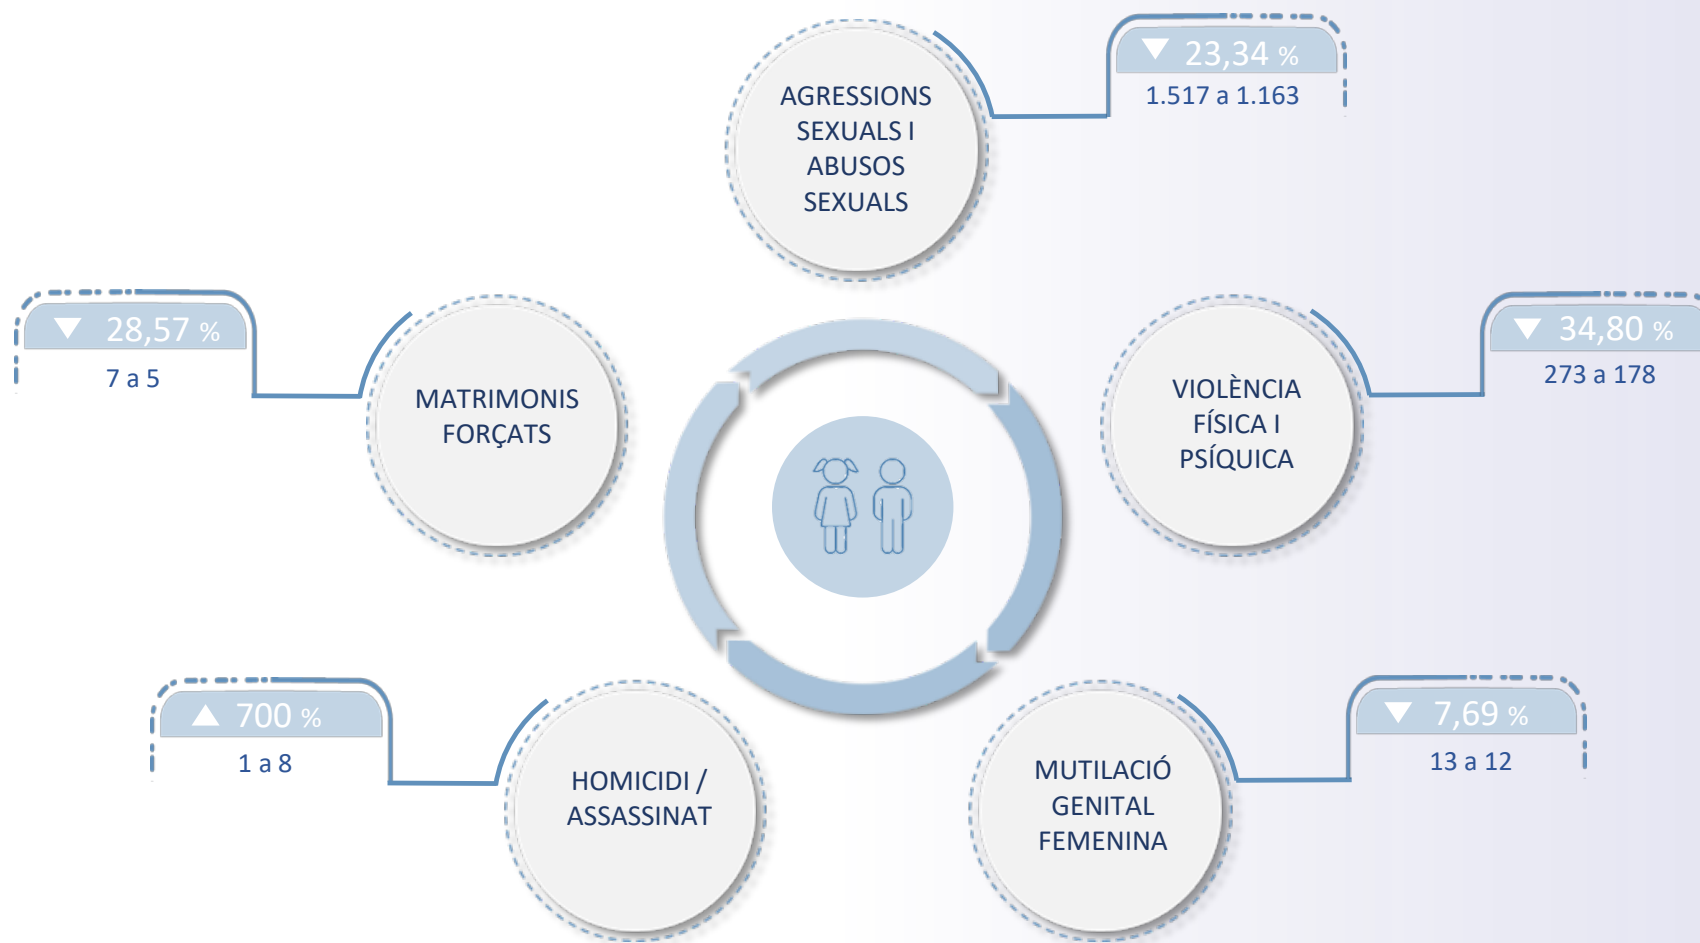 AGRESSIONS
SEXUALS I
ABUSOS
SEXUALS
▼ 23,34 %
1.517 a 1.163
▼ 28,57 %
7 a 5
MATRIMONIS
FORÇATS
VIOLÈNCIA
FÍSICA I
PSÍQUICA
▼ 34,80 %
273 a 178
▲ 700 %
1 a 8
HOMICIDI /
ASSASSINAT
MUTILACIÓ
GENITAL
FEMENINA
▼ 7,69 %
13 a 12